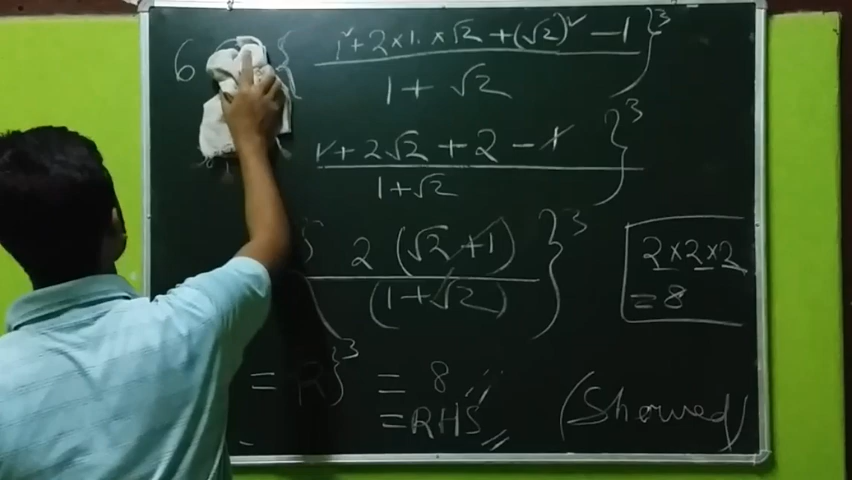 6 { 1² + 2 × 1. × √2 + (√2)² - 1 }³
1 + √2
1 + 2√2 + 2 - 1 }³
1 + √2
2 (√2 + 1) }³
(1 + √2)
2×2×2
= 8
= R }³ = 8
= RHS
(Showed)